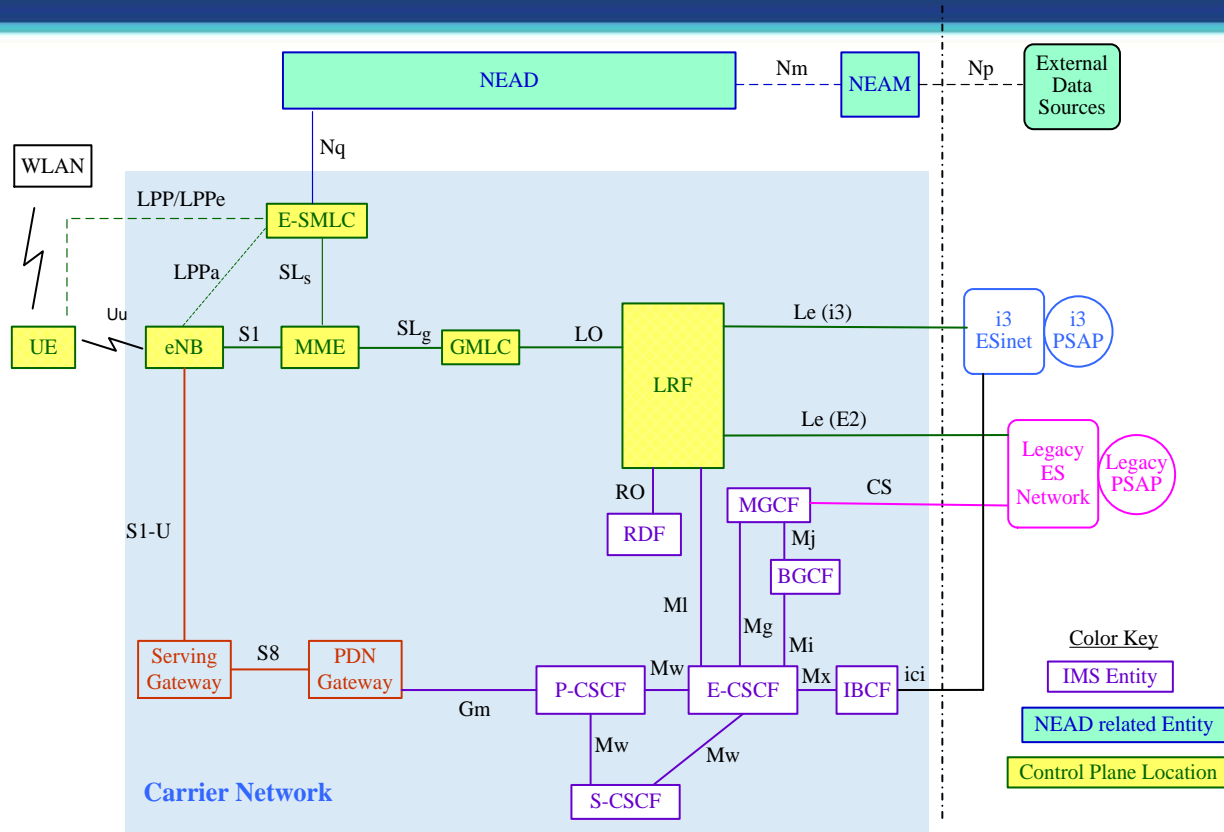 NEAD
Nm
NEAM
Np
External
Data
Sources
Nq
WLAN
LPP/LPPe
E-SMLC
LPPa
SLs
Uu
UE
eNB
S1
MME
SLg
GMLC
LO
LRF
Le (i3)
i3
ESinet
i3
PSAP
Le (E2)
Legacy
ES
Network
Legacy
PSAP
RO
RDF
MGCF
CS
Mj
BGCF
S1-U
Ml
Mg
Mi
Serving
Gateway
S8
PDN
Gateway
Gm
P-CSCF
Mw
E-CSCF
Mx
IBCF
ici
Mw
Mw
S-CSCF
Carrier Network
Color Key
IMS Entity
NEAD related Entity
Control Plane Location